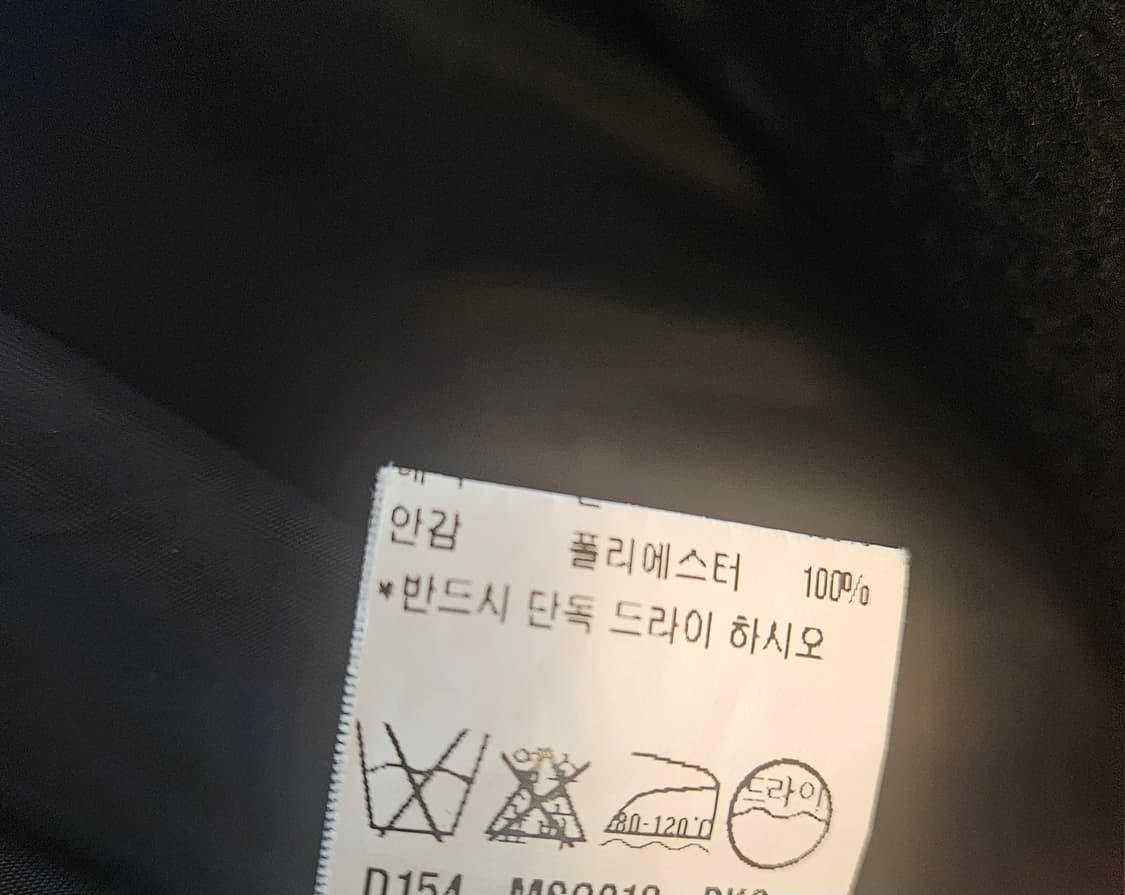 안감 폴리에스터 100%
*반드시 단독 드라이 하시오
80-120℃ 드라이
D154